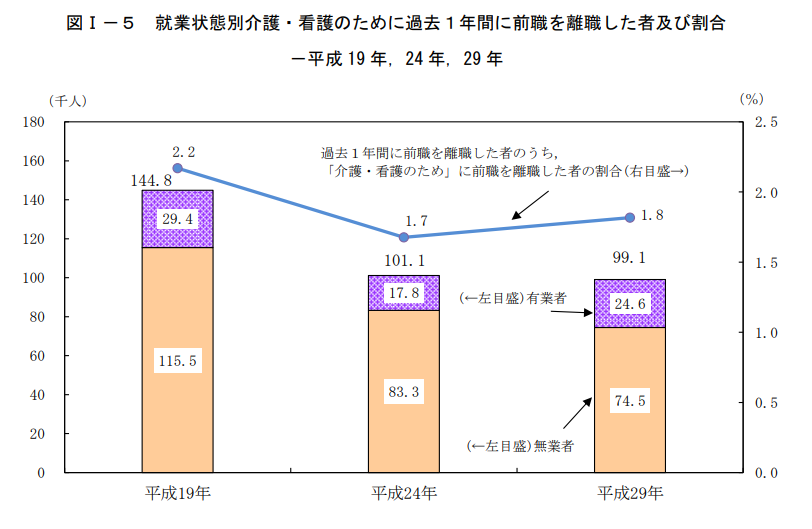 図Ⅰ－５　就業状態別介護・看護のために過去１年間に前職を離職した者及び割合
－平成 19 年，24 年，29 年
（千人）
(%)
180
160
140
120
100
80
60
40
20
0
2.5
2.0
1.5
1.0
0.5
0.0
2.2
1.7
1.8
過去１年間に前職を離職した者のうち，
「介護・看護のため」に前職を離職した者の割合(右目盛→)
144.8
29.4
115.5
101.1
17.8
83.3
99.1
24.6
74.5
(←左目盛)有業者
(←左目盛)無業者
平成19年
平成24年
平成29年